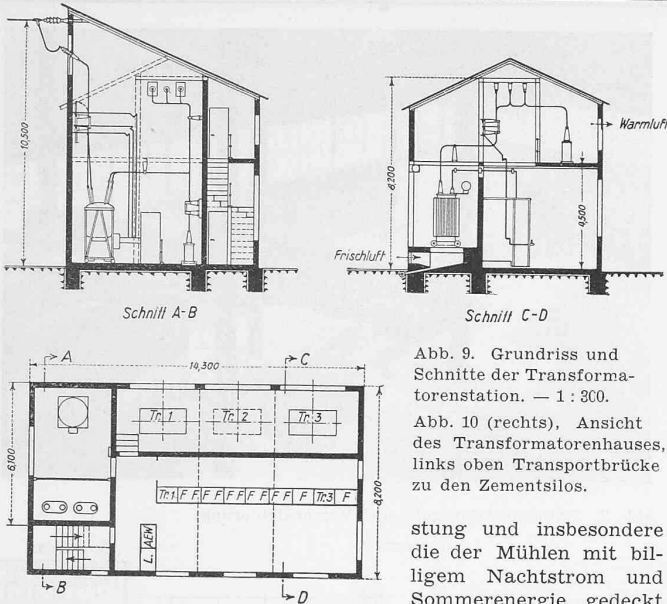 10,500
Schnitt A-B
8,200
4,500
Warmluft
Frischluft
Schnitt C-D
A
C
14,300
6,100
8,200
Tr. 1
Tr. 2
Tr. 3
Tr.1 F F F F F F F F F Tr.3 F
L. AEW
B
D
Abb. 9. Grundriss und
Schnitte der Transforma-
torenstation. — 1 : 300.
Abb. 10 (rechts), Ansicht
des Transformatorenhauses,
links oben Transportbrücke
zu den Zementsilos.
stung und insbesondere
die der Mühlen mit bil-
ligem Nachtstrom und
Sommerenergie gedeckt